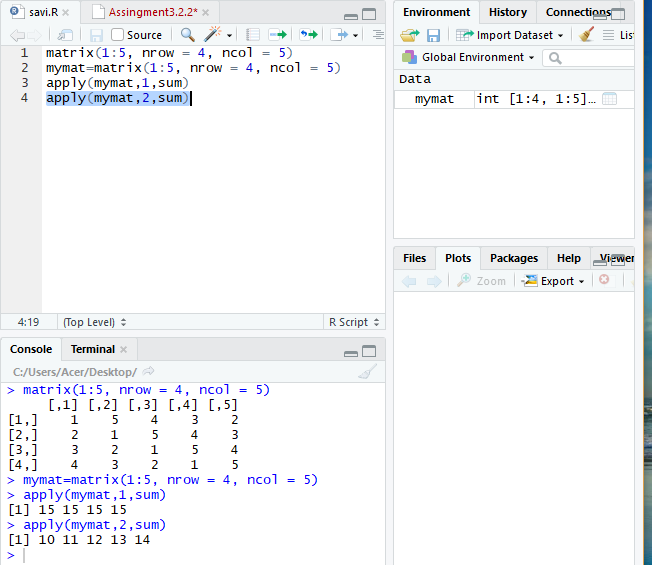 savi.R × Assingment3.2.2* ×
Source
1 matrix(1:5, nrow = 4, ncol = 5)
2 mymat=matrix(1:5, nrow = 4, ncol = 5)
3 apply(mymat,1,sum)
4 apply(mymat,2,sum)
4:19 (Top Level) R Script
Console Terminal ×
C:/Users/Acer/Desktop/
> matrix(1:5, nrow = 4, ncol = 5)
[,1] [,2] [,3] [,4] [,5]
[1,] 1 5 4 3 2
[2,] 2 1 5 4 3
[3,] 3 2 1 5 4
[4,] 4 3 2 1 5
> mymat=matrix(1:5, nrow = 4, ncol = 5)
> apply(mymat,1,sum)
[1] 15 15 15 15
> apply(mymat,2,sum)
[1] 10 11 12 13 14
>
Environment History Connections
Import Dataset Lis
Global Environment
Data
mymat int [1:4, 1:5]…
Files Plots Packages Help Viewer
Zoom Export